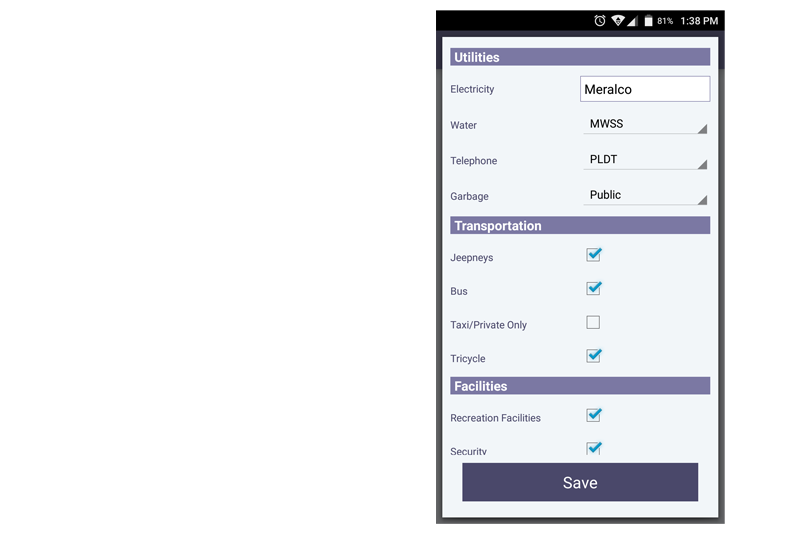 81% 1:38 PM
Utilities
Electricity Meralco
Water MWSS
Telephone PLDT
Garbage Public
Transportation
Jeepneys
Bus
Taxi/Private Only
Tricycle
Facilities
Recreation Facilities
Security
Save